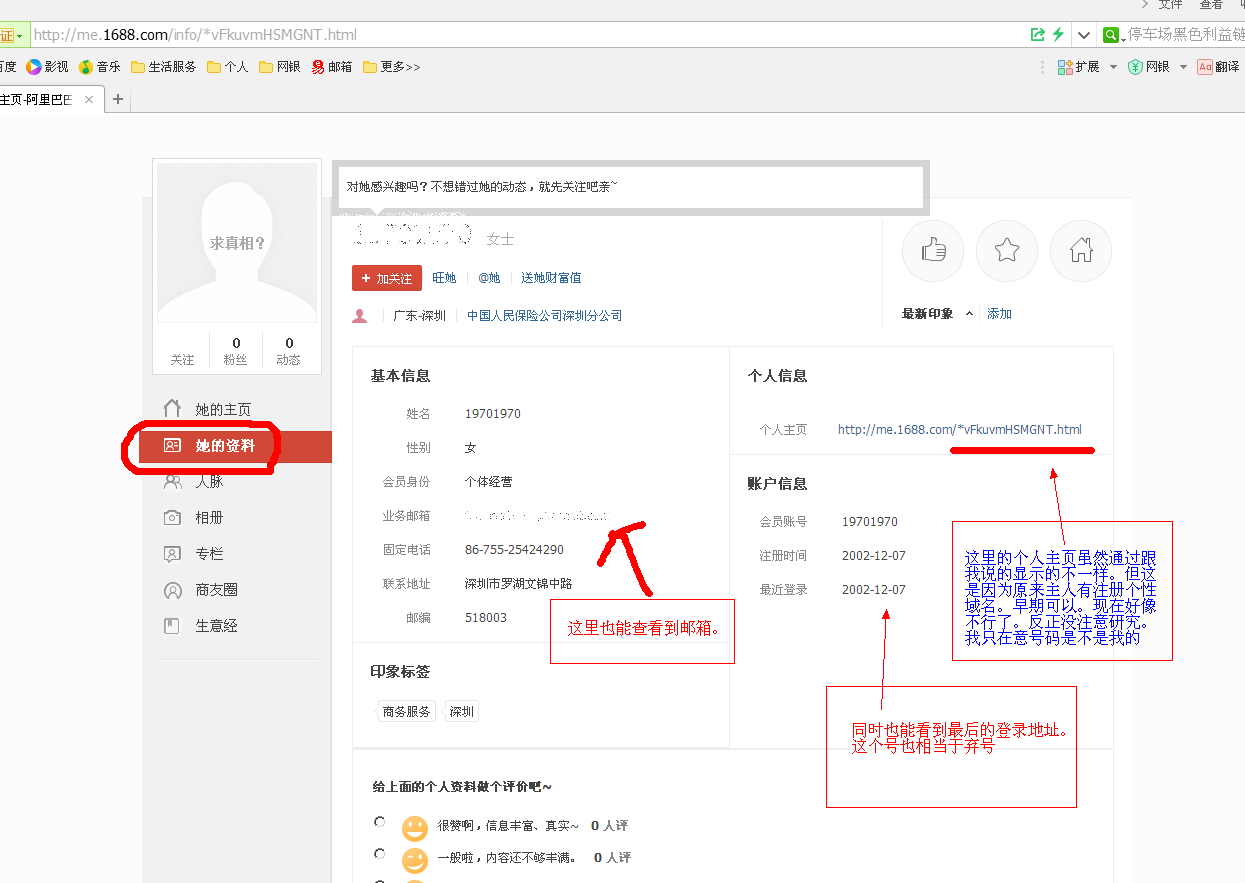 文件 查看
证 http://me.1688.com/info/*vFkuvmHSMGNT.html 停车场黑色利益链
百度 影视 音乐 生活服务 个人 网银 邮箱 更多>> 扩展 网银 Aa 翻译
主页-阿里巴巴
对她感兴趣吗？不想错过她的动态，就先关注吧亲~
求真相?
女士
+ 加关注 旺她 @她 送她财富值
广东-深圳 中国人民保险公司深圳分公司
最新印象 添加
0 0
关注 粉丝 动态
她的主页
她的资料
人脉
相册
专栏
商友圈
生意经
基本信息
姓名 19701970
性别 女
会员身份 个体经营
业务邮箱
固定电话 86-755-25424290
联系地址 深圳市罗湖文锦中路
邮编 518003
这里也能查看到邮箱。
印象标签
商务服务 深圳
个人信息
个人主页 http://me.1688.com/*vFkuvmHSMGNT.html
账户信息
会员账号 19701970
注册时间 2002-12-07
最近登录 2002-12-07
这里的个人主页虽然通过跟
我说的显示的不一样。但这
是因为原来主人有注册个性
域名。早期可以。现在好像
不行了。反正没注意研究。
我只在意号码是不是我的
同时也能看到最后的登录地址。
这个号也相当于弃号
给上面的个人资料做个评价吧~
很赞啊，信息丰富、真实~ 0 人评
一般啦，内容还不够丰满。 0 人评